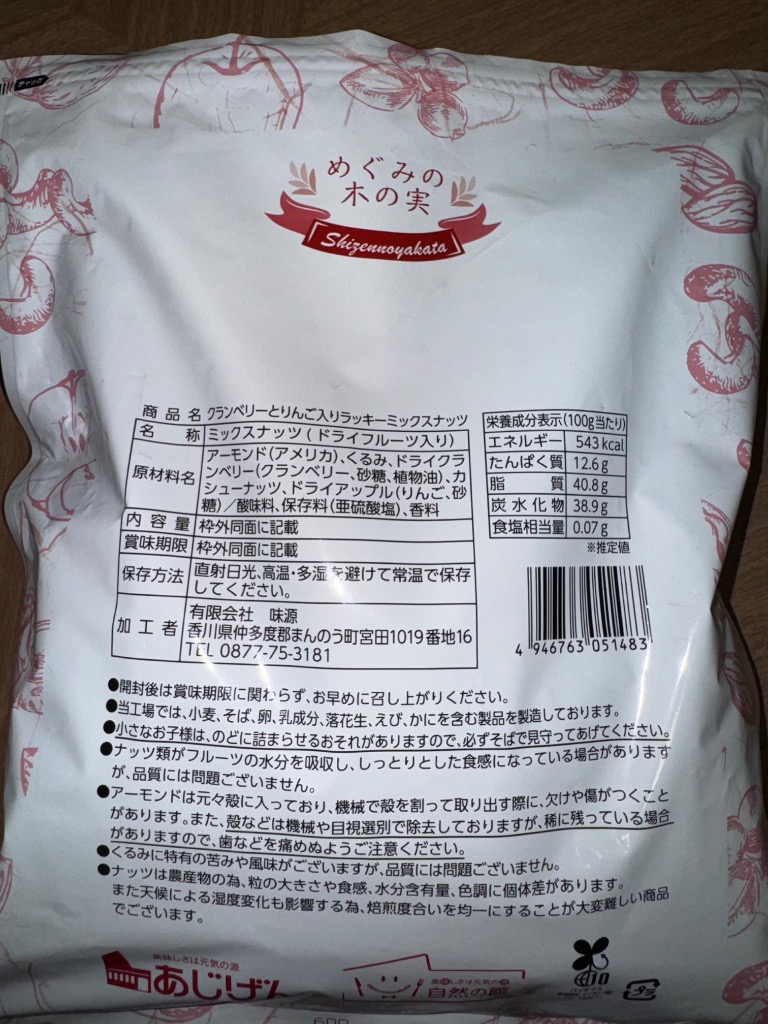 チャック
めぐみの
木の実
Shizennoyakata
商品名 クランベリーとりんご入りラッキーミックスナッツ
名称 ミックスナッツ(ドライフルーツ入り)
原材料名 アーモンド(アメリカ)、くるみ、ドライクラ
ンベリー(クランベリー、砂糖、植物油)、カ
シューナッツ、ドライアップル(りんご、砂
糖)/酸味料、保存料(亜硫酸塩)、香料
内容量 枠外同面に記載
賞味期限 枠外同面に記載
保存方法 直射日光、高温・多湿を避けて常温で保存
してください。
加工者 有限会社 味源
香川県仲多度郡まんのう町宮田1019番地16
TEL 0877-75-3181
栄養成分表示(100g当たり)
エネルギー 543kcal
たんぱく質 12.6g
脂質 40.8g
炭水化物 38.9g
食塩相当量 0.07g
※推定値
4 946763 051483
●開封後は賞味期限に関わらず、お早めに召し上がりください。
●当工場では、小麦、そば、卵、乳成分、落花生、えび、かにを含む製品を製造しております。
●小さなお子様は、のどに詰まらせるおそれがありますので、必ずそばで見守ってあげてください。
●ナッツ類がフルーツの水分を吸収し、しっとりとした食感になっている場合があります
が、品質には問題ございません。
●アーモンドは元々殻に入っており、機械で殻を割って取り出す際に、欠けや傷がつくこと
があります。また、殻などは機械や目視選別で除去しておりますが、稀に残っている場合
がありますので、歯などを痛めぬようご注意ください。
●くるみに特有の苦みや風味がございますが、品質には問題ございません。
●ナッツは農産物の為、粒の大きさや食感、水分含有量、色調に個体差があります。
また天候による湿度変化も影響する為、焙煎度合いを均一にすることが大変難しい商品
でございます。
美味しさは元気の源
あじげん
美味しさは元気の源
自然の館
10
プラ